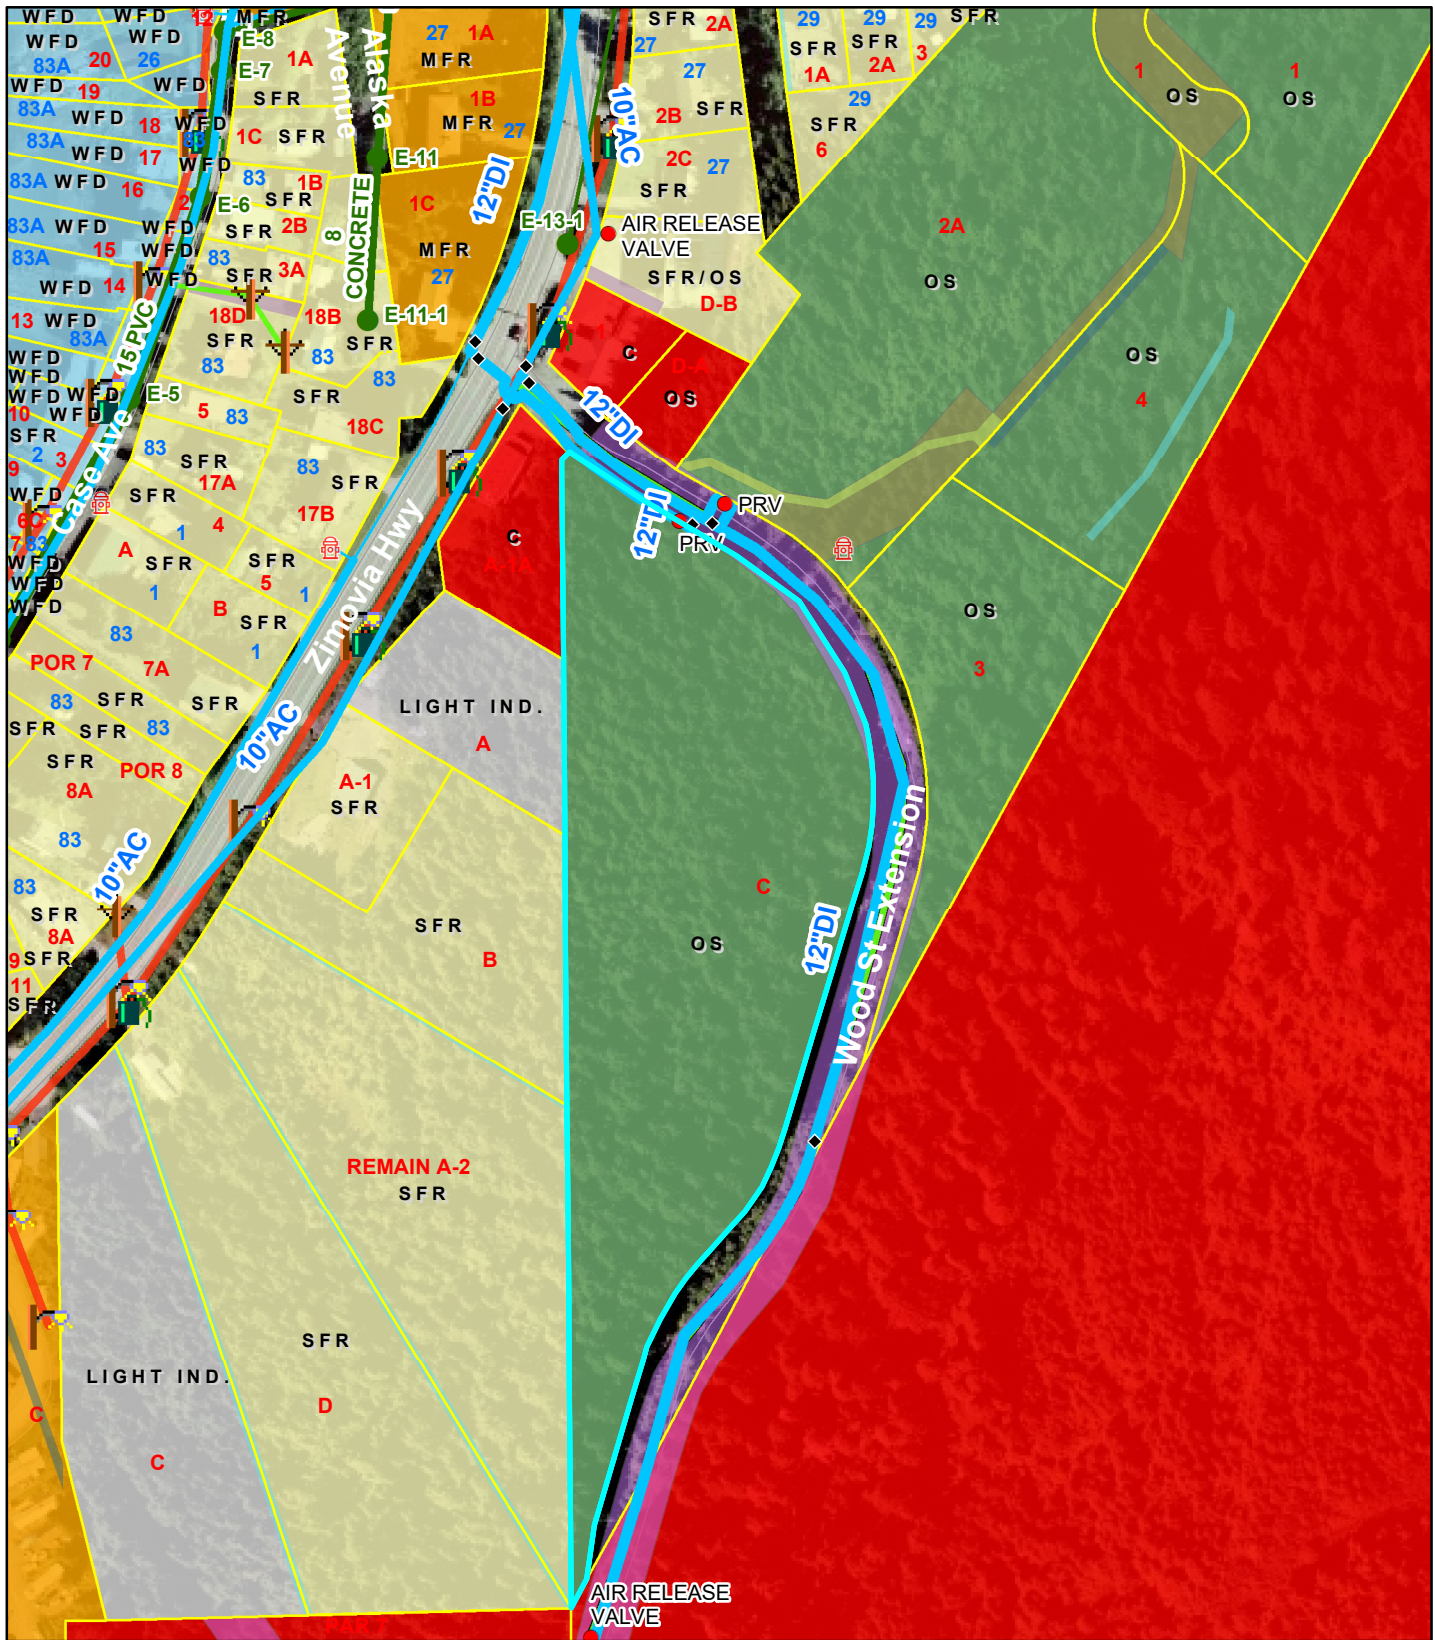 WFD
WFD
12
MFR
E-8
WFD
WFD
83A
20
26
E-7
1A
WFD
19
WFD
SFR
83A
WFD
18
WFD
83
1C
SFR
83A
WFD
17
WFD
83A
WFD
16
83
1B
SFR
2
E-6
2B
SFR
83A
WFD
15
WFD
WFD
83
3A
SFR
83A
WFD
14
WFD
13
WFD
83A
18D
SFR
18B
83
83
SFR
83
SFR
18C
WFD
WFD
WFD
WFD
WFD
10
E-5
15 PVC
Case Ave
SFR
2
9
3
WFD
6C
7
83
WFD
WFD
WFD
5
83
83
SFR
17A
SFR
4
83
SFR
17B
1
A
SFR
1
SFR
5
1
B
SFR
1
83
POR 7
7A
83
SFR
SFR
SFR
SFR
83
SFR
POR 8
8A
83
83
SFR
8A
9
SFR
11
SFR
Alaska
Avenue
8
CONCRETE
E-11
E-11-1
27
1A
MFR
1B
MFR
27
1C
MFR
27
12"DI
10"AC
E-13-1
AIR RELEASE
VALVE
SFR
2A
27
27
2B
SFR
2C
27
SFR
SFR/OS
D-B
29
29
29
SFR
SFR
SFR
1A
2A
3
29
SFR
6
1
OS
1
OS
2A
OS
OS
4
OS
3
1
C
D-A
OS
12"DI
12"DI
PRV
PRV
C
A-1A
Zimovia Hwy
10"AC
10"AC
LIGHT IND.
A
A-1
SFR
SFR
B
C
OS
12"DI
Wood St Extension
REMAIN A-2
SFR
SFR
D
LIGHT IND.
C
C
AIR RELEASE
VALVE